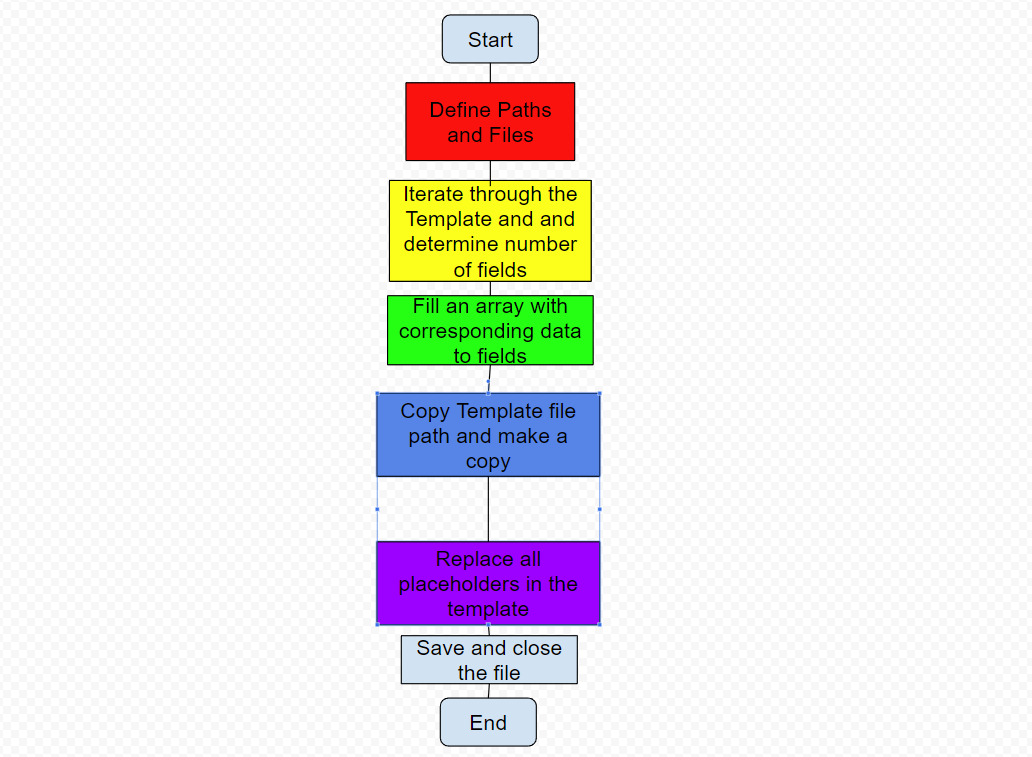 Start
Define Paths
and Files
Iterate through the
Template and and
determine number
of fields
Fill an array with
corresponding data
to fields
Copy Template file
path and make a
copy
Replace all
placeholders in the
template
Save and close
the file
End